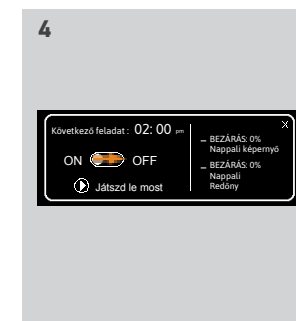 4
Következő feladat : 02: 00 pm
X
ON OFF
Játszd le most
– BEZÁRÁS: 0%
Nappali képernyő
– BEZÁRÁS: 0%
Nappali
Redőny